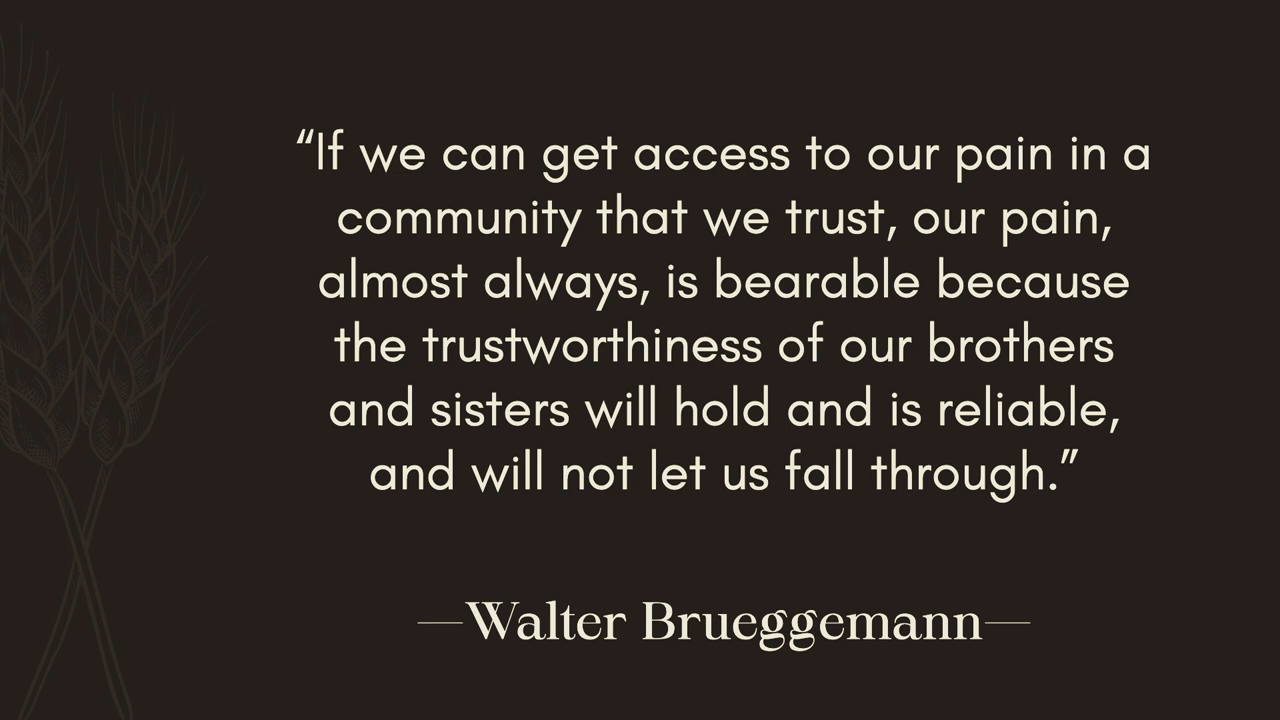 “If we can get access to our pain in a
community that we trust, our pain,
almost always, is bearable because
the trustworthiness of our brothers
and sisters will hold and is reliable,
and will not let us fall through.”
—Walter Brueggemann—